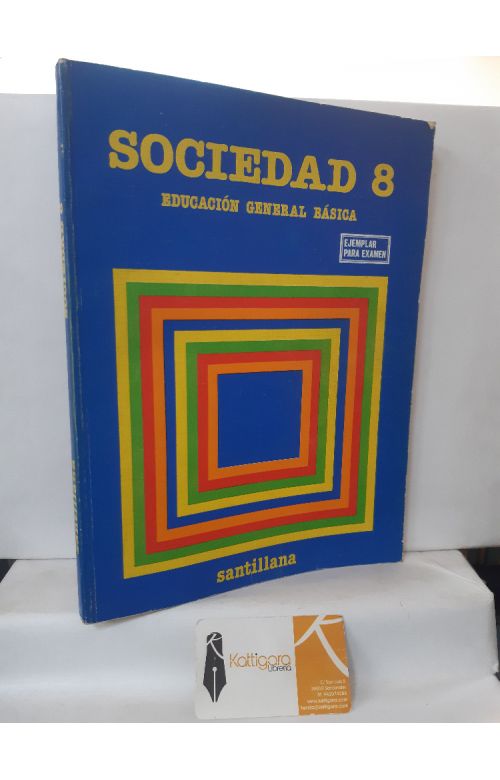 SOCIEDAD 8
EDUCACIÓN GENERAL BÁSICA
EJEMPLAR
PARA EXAMEN
santillana
Kattigara
librería